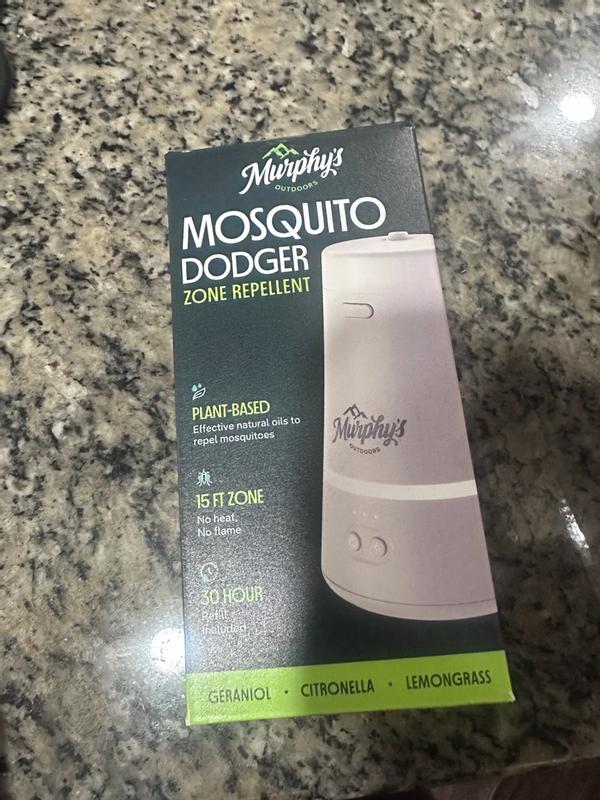 Murphy's
OUTDOORS
MOSQUITO
DODGER
ZONE REPELLENT
PLANT-BASED
Effective natural oils to
repel mosquitoes
15 FT ZONE
No heat,
No flame
30 HOUR
Refill
Included
Murphy's
OUTDOORS
GERANIOL • CITRONELLA • LEMONGRASS